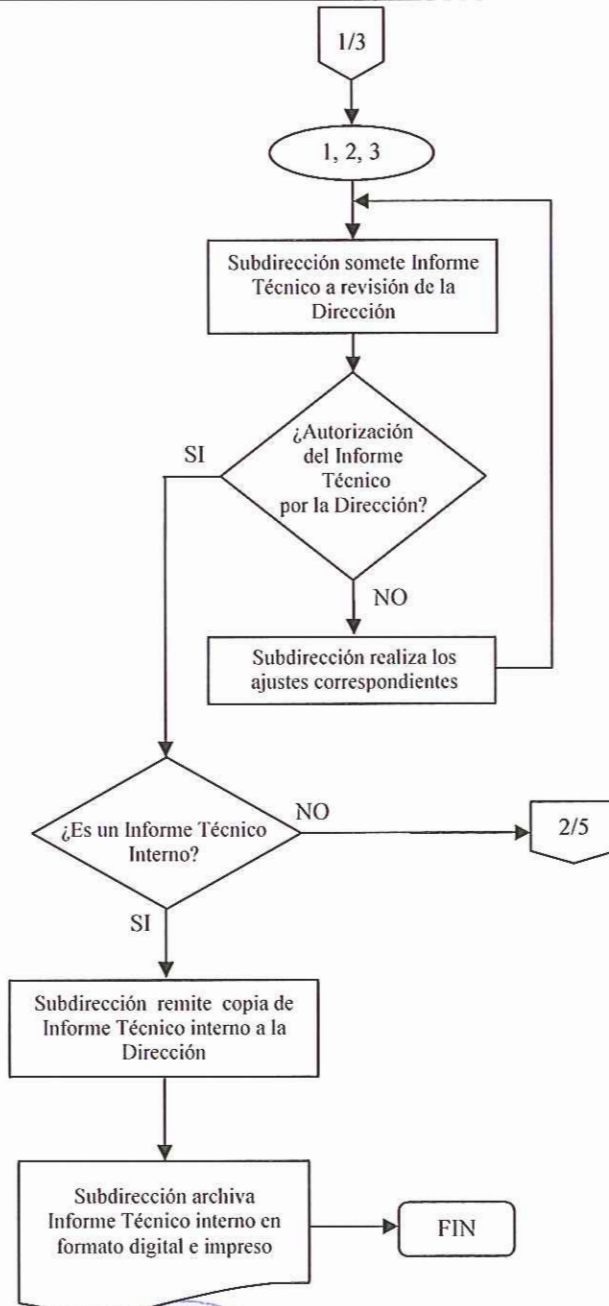 1/3
1, 2, 3
Subdirección somete Informe
Técnico a revisión de la
Dirección
¿Autorización
del Informe
Técnico
por la Dirección?
SI
NO
Subdirección realiza los
ajustes correspondientes
¿Es un Informe Técnico
Interno?
NO
2/5
SI
Subdirección remite copia de
Informe Técnico interno a la
Dirección
Subdirección archiva
Informe Técnico interno en
formato digital e impreso
FIN